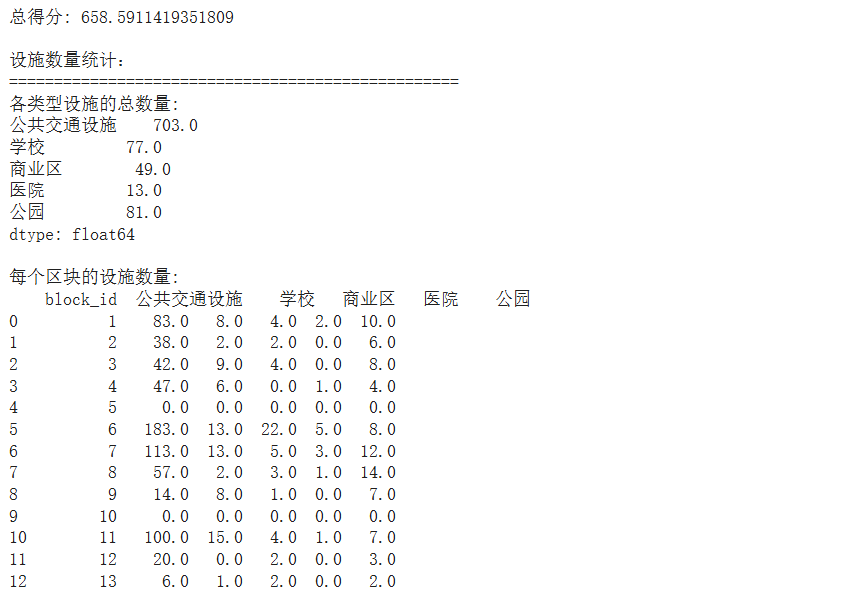 总得分: 658.5911419351809
设施数量统计:
==================================================
各类型设施的总数量:
公共交通设施    703.0
学校         77.0
商业区        49.0
医院         13.0
公园         81.0
dtype: float64
每个区块的设施数量:
    block_id  公共交通设施    学校   商业区   医院    公园
0          1    83.0   8.0   4.0  2.0  10.0
1          2    38.0   2.0   2.0  0.0   6.0
2          3    42.0   9.0   4.0  0.0   8.0
3          4    47.0   6.0   0.0  1.0   4.0
4          5     0.0   0.0   0.0  0.0   0.0
5          6   183.0  13.0  22.0  5.0   8.0
6          7   113.0  13.0   5.0  3.0  12.0
7          8    57.0   2.0   3.0  1.0  14.0
8          9    14.0   8.0   1.0  0.0   7.0
9         10     0.0   0.0   0.0  0.0   0.0
10        11   100.0  15.0   4.0  1.0   7.0
11        12    20.0   0.0   2.0  0.0   3.0
12        13     6.0   1.0   2.0  0.0   2.0